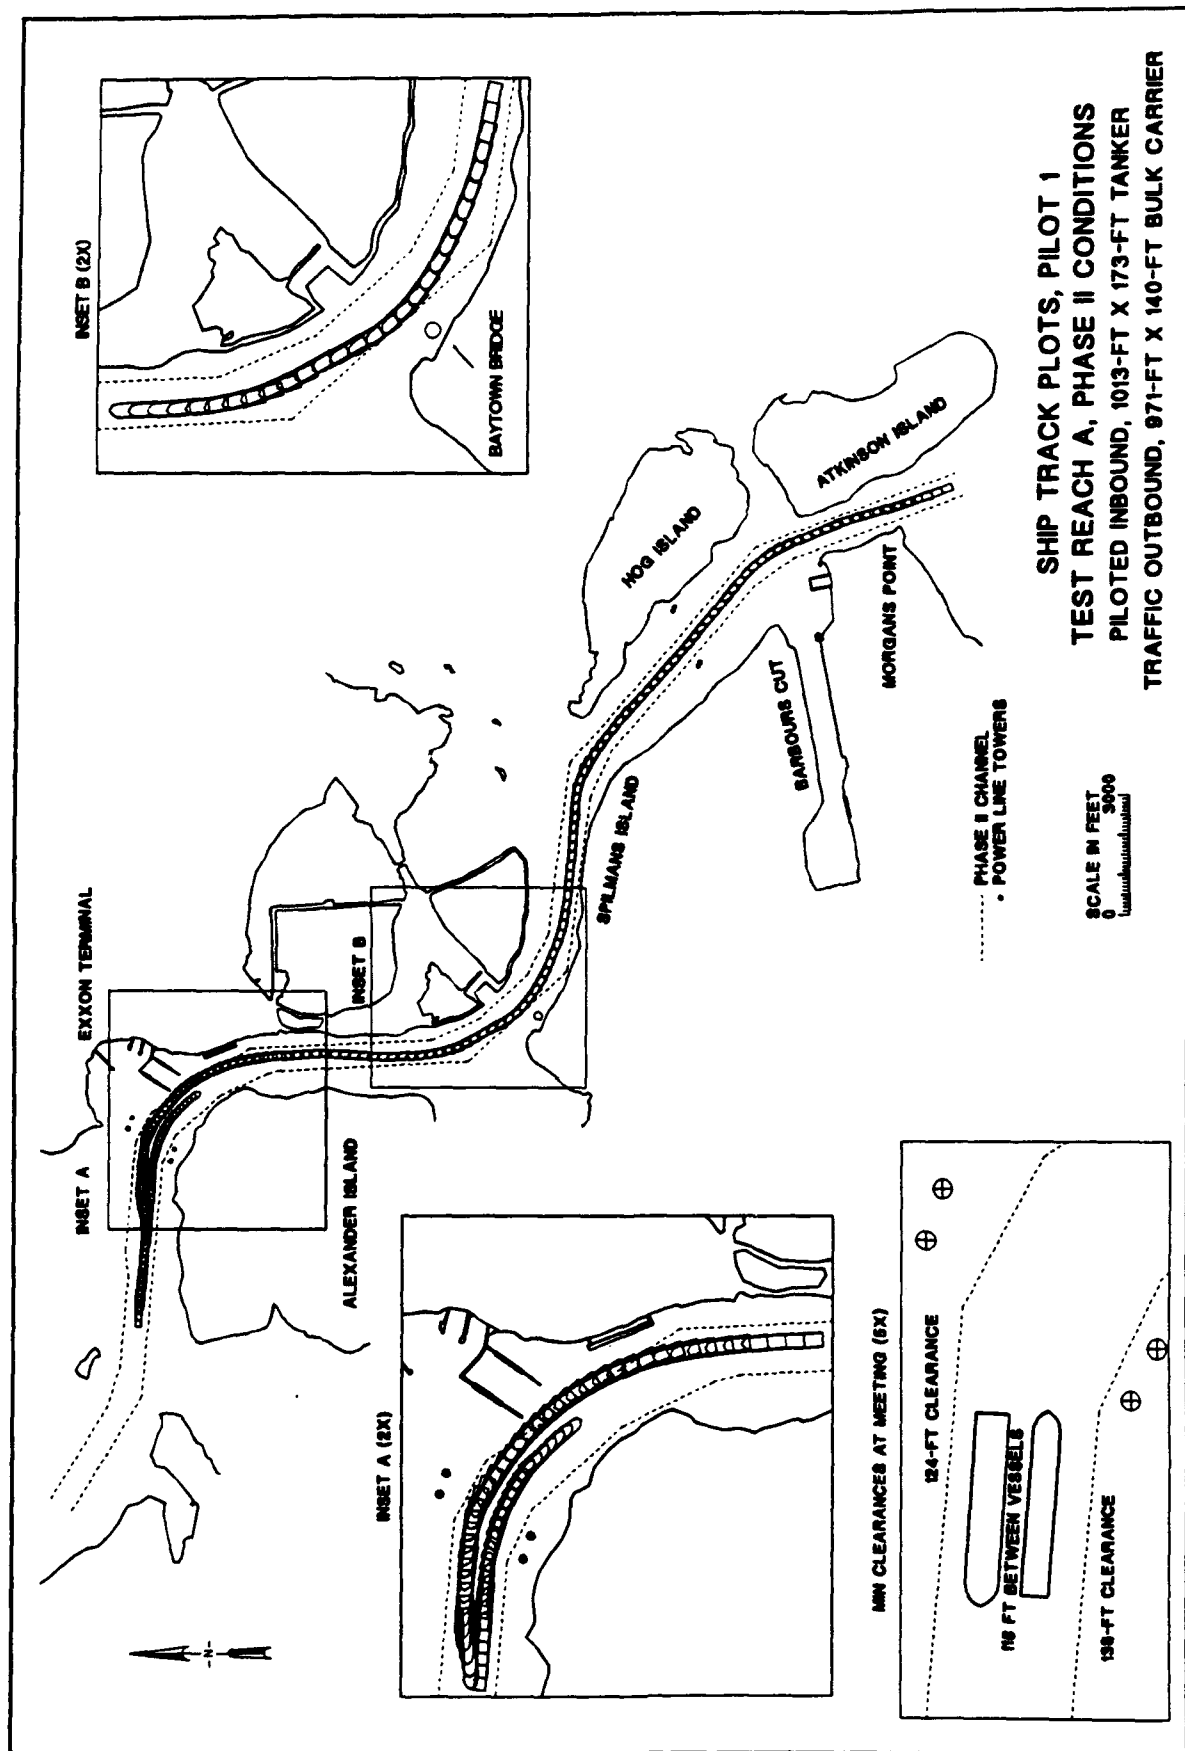 INSET B (2X)
BAYTOWN BRIDGE
EXXON TERMINAL
INSET A
INSET B
ALEXANDER ISLAND
SPILMANS ISLAND
HOG ISLAND
ATKINSON ISLAND
BARBOURS CUT
MORGANS POINT
-N-
INSET A (2X)
MIN CLEARANCES AT MEETING (5X)
124-FT CLEARANCE
116 FT BETWEEN VESSELS
138-FT CLEARANCE
PHASE II CHANNEL
• POWER LINE TOWERS
SCALE IN FEET
0 3000
SHIP TRACK PLOTS, PILOT 1
TEST REACH A, PHASE II CONDITIONS
PILOTED INBOUND, 1013-FT X 173-FT TANKER
TRAFFIC OUTBOUND, 971-FT X 140-FT BULK CARRIER